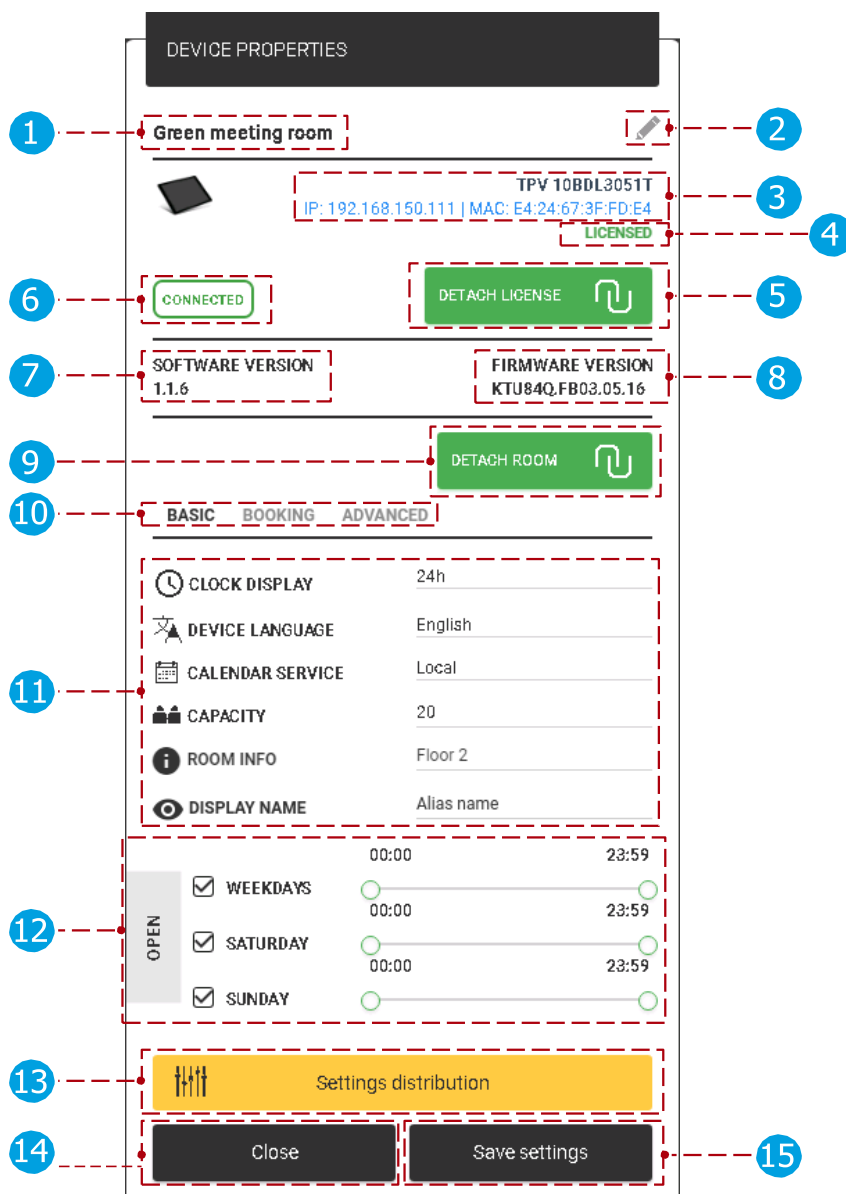 DEVICE PROPERTIES
1 Green meeting room 2
TPV 10BDL3051T
IP: 192.168.150.111 | MAC: E4:24:67:3F:FD:E4 3
LICENSED 4
6 CONNECTED DETACH LICENSE 5
SOFTWARE VERSION FIRMWARE VERSION
7 1.1.6 KTU84Q.FB03.05.16 8
9 DETACH ROOM
10 BASIC BOOKING ADVANCED
CLOCK DISPLAY 24h
DEVICE LANGUAGE English
CALENDAR SERVICE Local
11
CAPACITY 20
ROOM INFO Floor 2
DISPLAY NAME Alias name
00:00 23:59
WEEKDAYS
00:00 23:59
12 OPEN SATURDAY
00:00 23:59
SUNDAY
13 Settings distribution
14 Close Save settings 15